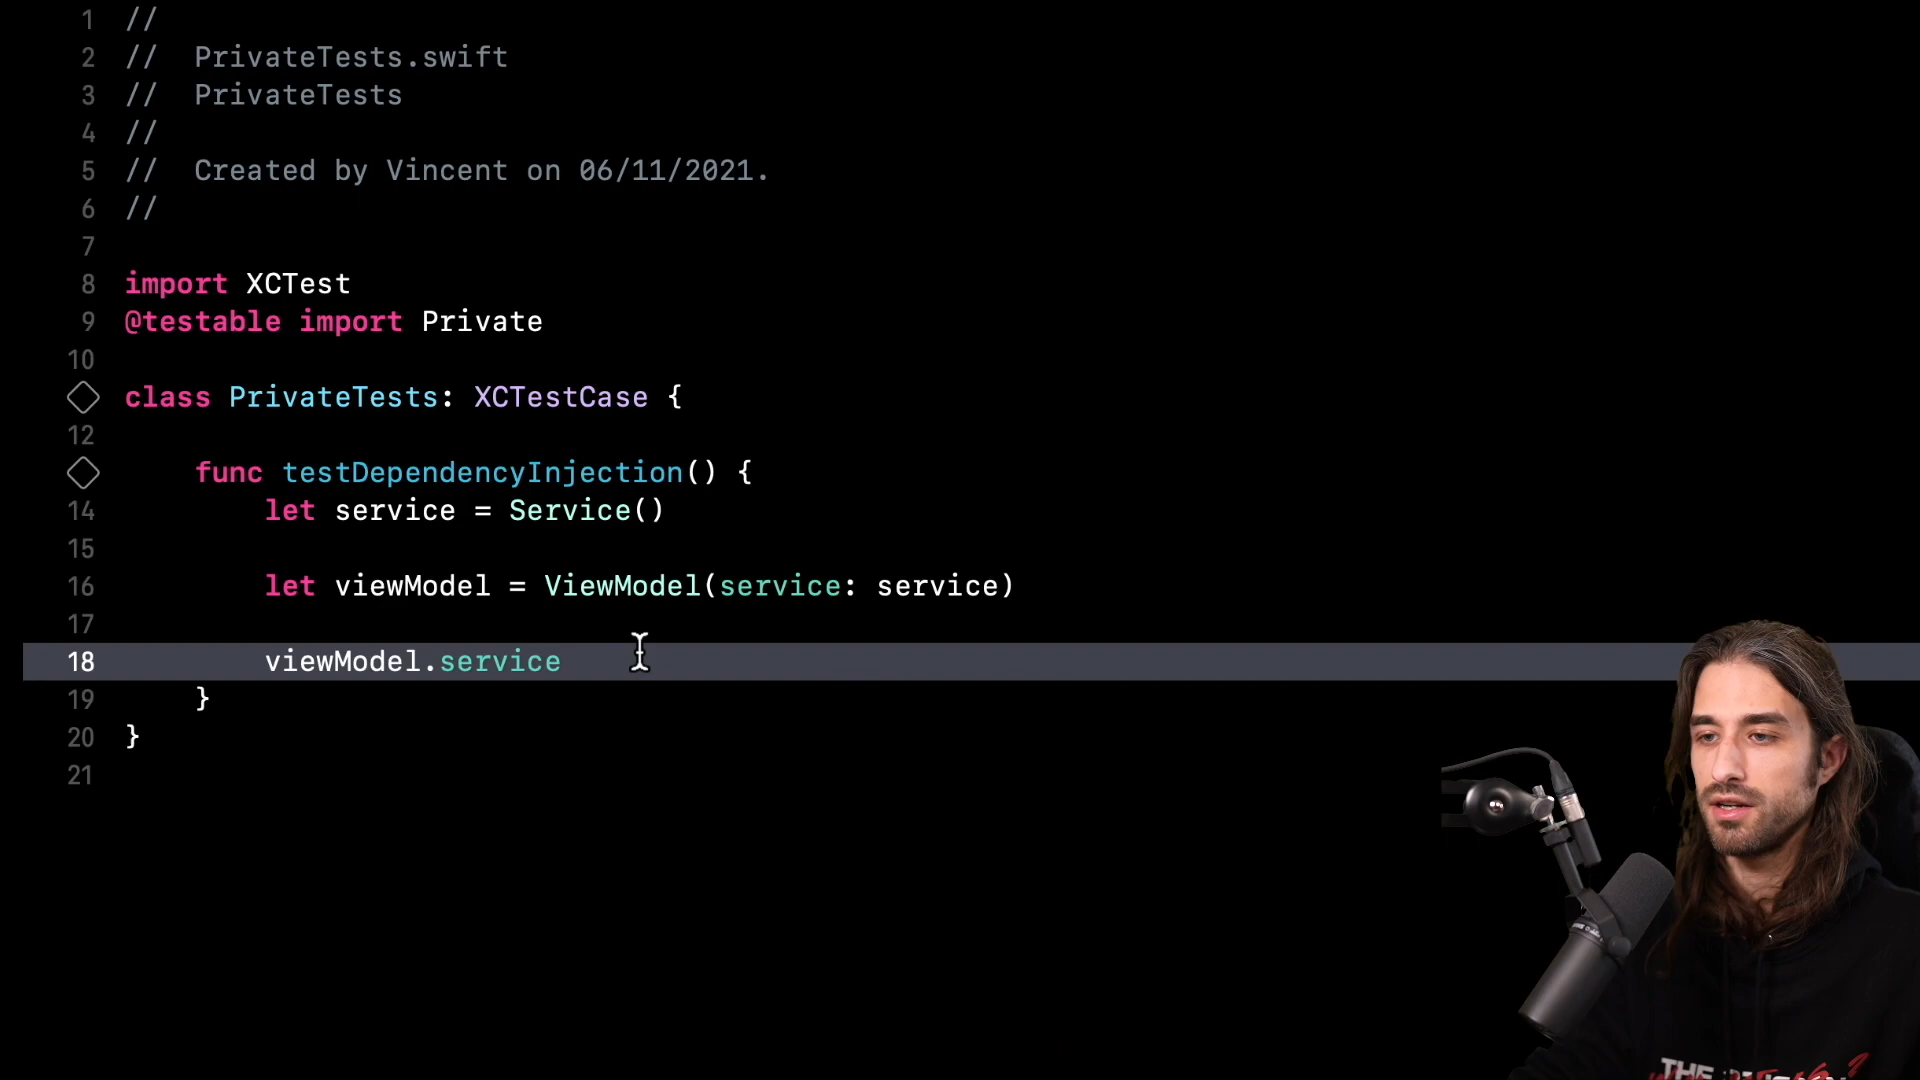 1 //
2 //  PrivateTests.swift
3 //  PrivateTests
4 //
5 //  Created by Vincent on 06/11/2021.
6 //
7
8 import XCTest
9 @testable import Private
10
class PrivateTests: XCTestCase {
12
    func testDependencyInjection() {
14         let service = Service()
15
16         let viewModel = ViewModel(service: service)
17
18         viewModel.service
19     }
20 }
21
THE